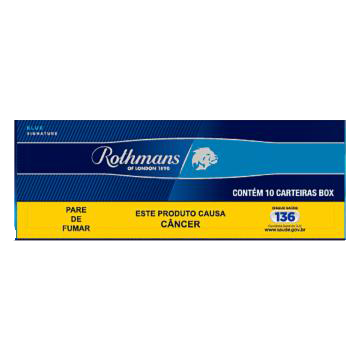 BLUE
SIGNATURE
Rothmans
OF LONDON 1890
CONTÉM 10 CARTEIRAS BOX
PARE
DE
FUMAR
ESTE PRODUTO CAUSA
CÂNCER
DISQUE SAÚDE
136
www.saude.gov.br